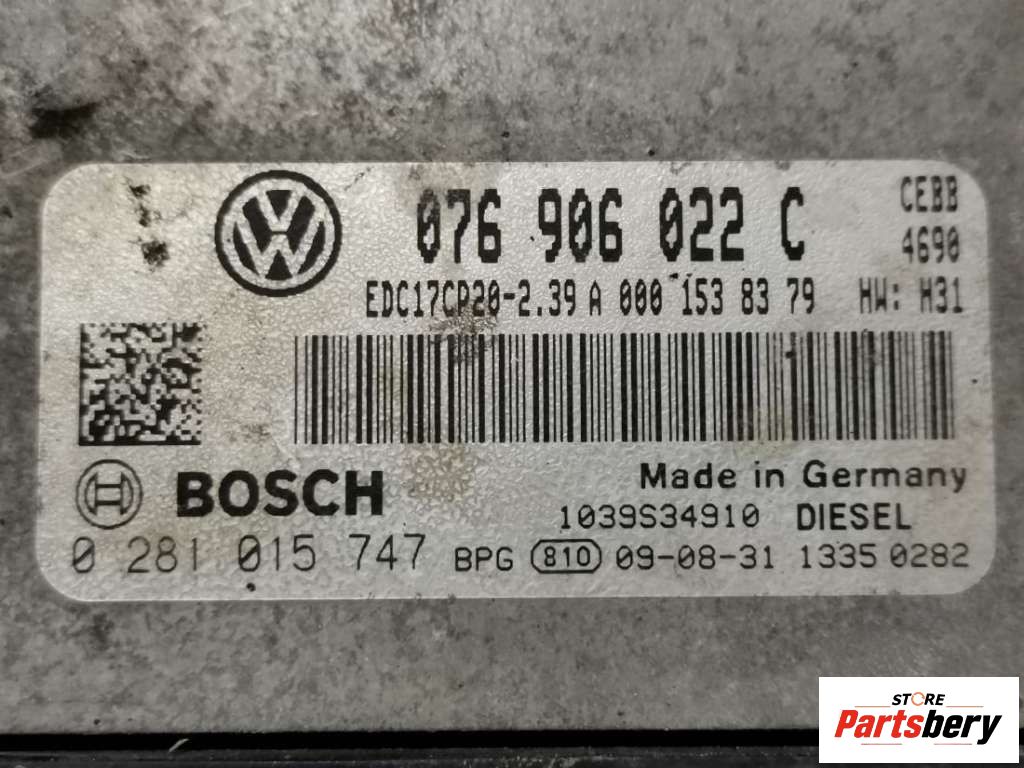 076 906 022 C
CEBB
4690
EDC17CP20-2.39 A 000 153 83 79 HW: H31
BOSCH
Made in Germany
1039S34910 DIESEL
0 281 015 747 BPG 810 09-08-31 1335 0282
STORE
Partsbery